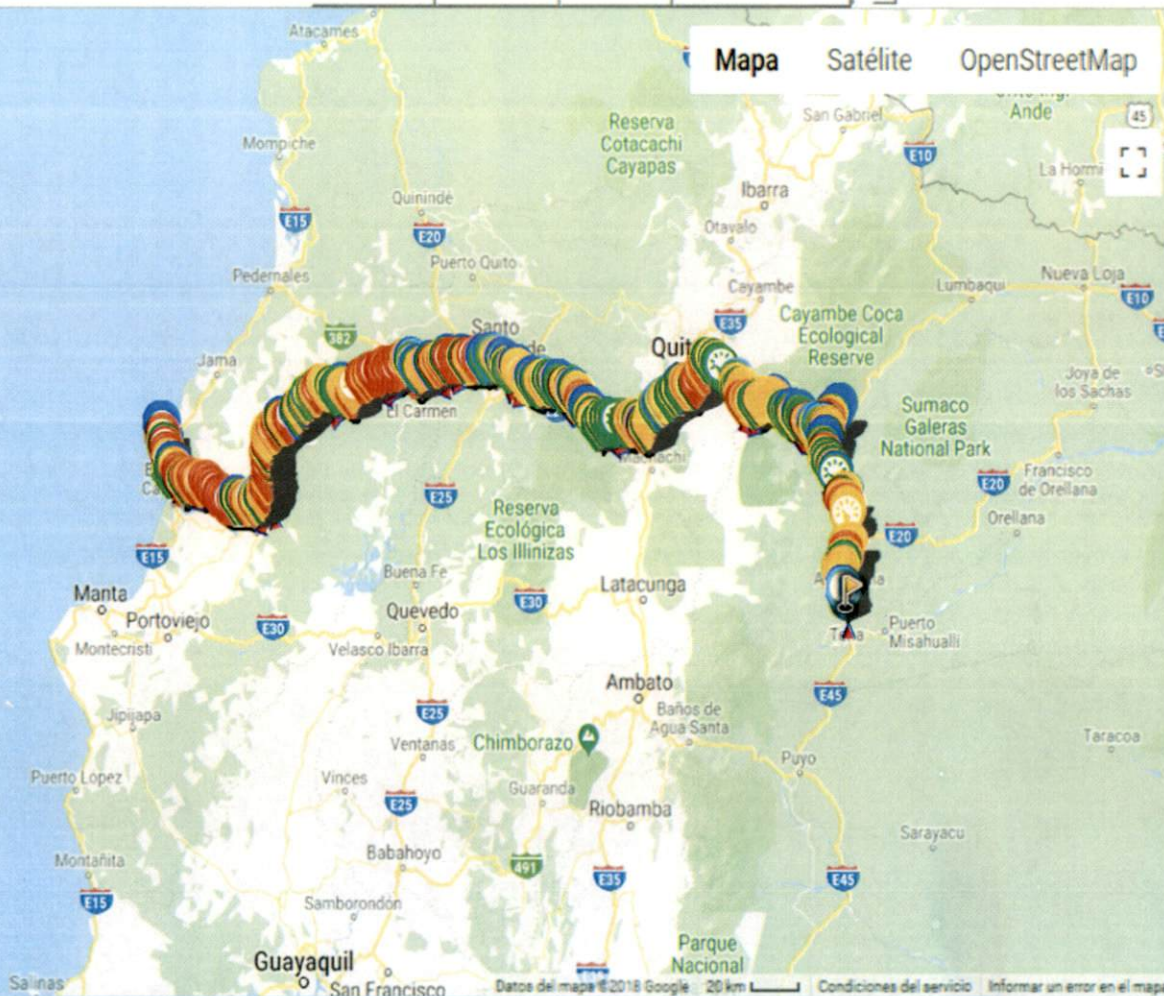 Atacames
Mapa Satélite OpenStreetMap
San Gabriel
Ande
45
Reserva
Cotacachi
Cayapas
E10
Mompiche
La Hormi
Ibarra
Quinindé
E15
E20
Otavalo
Puerto Quito
Pedernales
Nueva Loja
Cayambe
Lumbaqui
E10
E35
Cayambe Coca
Ecological
Reserve
382
Santo
de
Quit
Jama
Joya de
los Sachas
El Carmen
Sumaco
Galeras
National Park
E25
Francisco
de Orellana
E20
Reserva
Ecológica
Los Illinizas
Orellana
E20
E15
Buena Fe
Latacunga
Manta
E30
Quevedo
Portoviejo
E30
Puerto
Misahualli
Montecristi
Velasco Ibarra
Ambato
E45
E25
Baños de
Agua Santa
Jipijapa
Ventanas
Chimborazo
Taracoa
Puyo
Puerto Lopez
Vinces
Guaranda
E25
Riobamba
Sarayacu
Babahoyo
Montañita
491
E35
E45
E15
Samborondón
Parque
Nacional
Guayaquil
Salinas
San Francisco
Datos del mapa ©2018 Google 20 km Condiciones del servicio Informar un error en el mapa